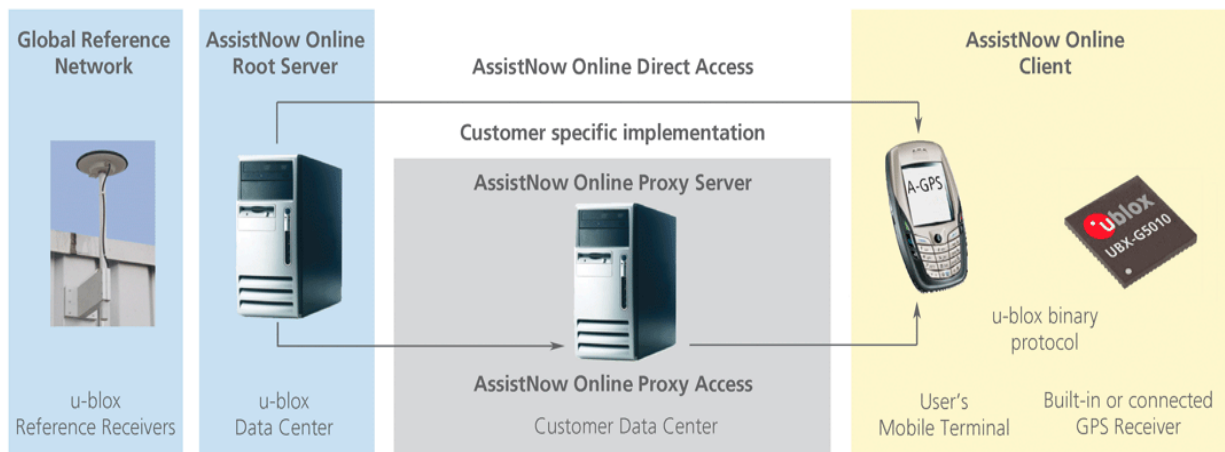 Global Reference
Network
AssistNow Online
Root Server
AssistNow Online Direct Access
AssistNow Online
Client
Customer specific implementation
AssistNow Online Proxy Server
A-GPS
ublox
UBX-G5010
u-blox binary
protocol
AssistNow Online Proxy Access
u-blox
Reference Receivers
u-blox
Data Center
Customer Data Center
User's
Mobile Terminal
Built-in or connected
GPS Receiver